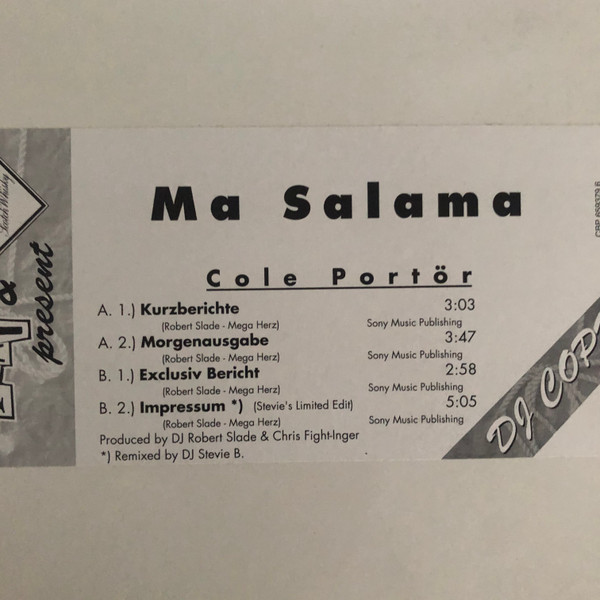 Ma Salama
Cole Portör
A. 1.) Kurzberichte 3:03
(Robert Slade - Mega Herz) Sony Music Publishing
A. 2.) Morgenausgabe 3:47
(Robert Slade - Mega Herz) Sony Music Publishing
B. 1.) Exclusiv Bericht 2:58
(Robert Slade - Mega Herz) Sony Music Publishing
B. 2.) Impressum *) (Stevie's Limited Edit) 5:05
(Robert Slade - Mega Herz) Sony Music Publishing
Produced by DJ Robert Slade & Chris Fight-Inger
*) Remixed by DJ Stevie B.
Scotch Whisky
& present
DJ COP